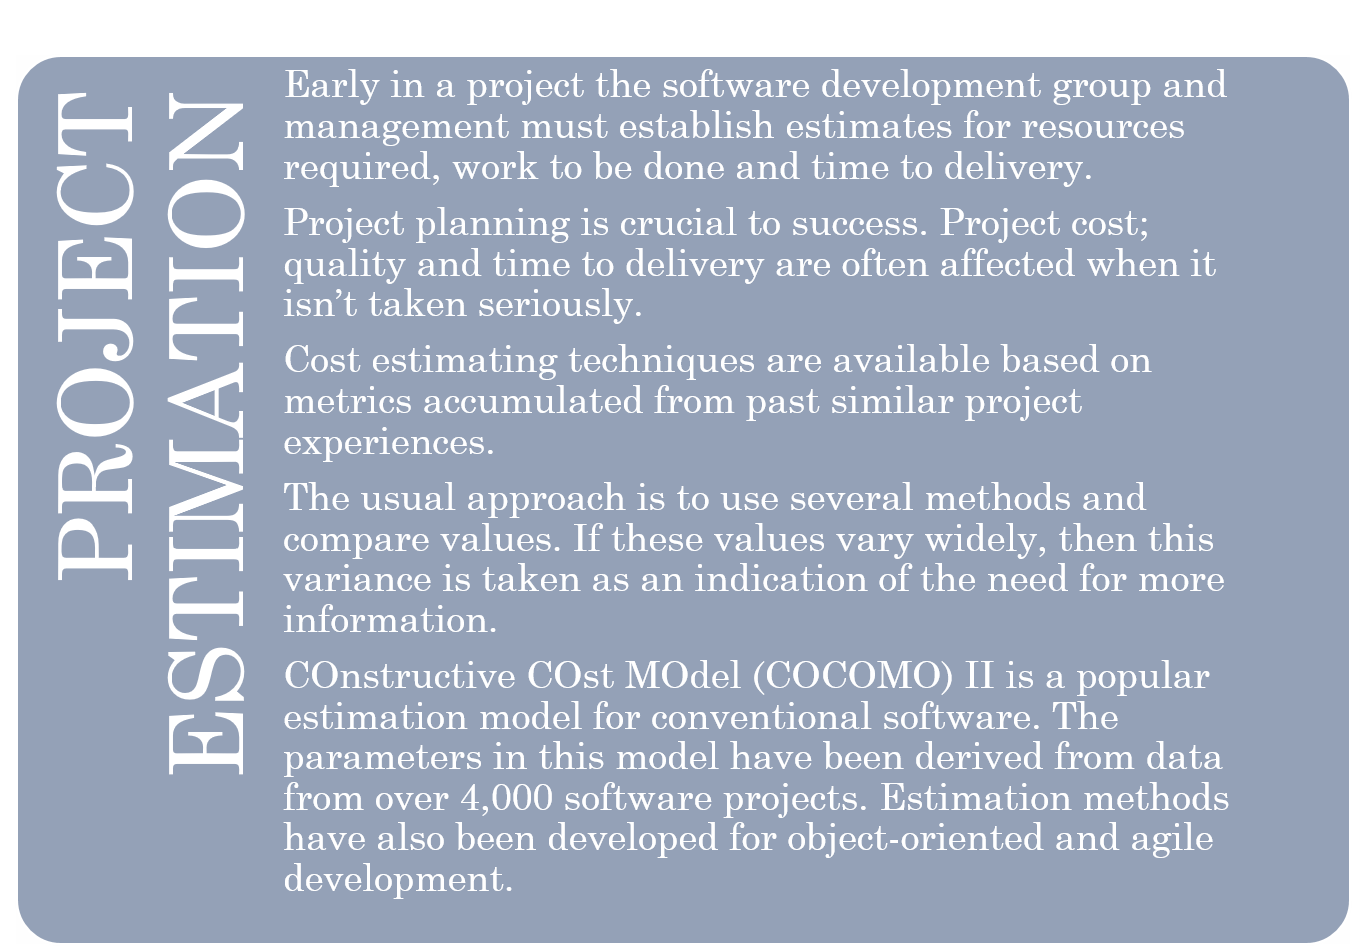 PROJECT
ESTIMATION
Early in a project the software development group and
management must establish estimates for resources
required, work to be done and time to delivery.
Project planning is crucial to success. Project cost;
quality and time to delivery are often affected when it
isn’t taken seriously.
Cost estimating techniques are available based on
metrics accumulated from past similar project
experiences.
The usual approach is to use several methods and
compare values. If these values vary widely, then this
variance is taken as an indication of the need for more
information.
COnstructive COst MOdel (COCOMO) II is a popular
estimation model for conventional software. The
parameters in this model have been derived from data
from over 4,000 software projects. Estimation methods
have also been developed for object-oriented and agile
development.